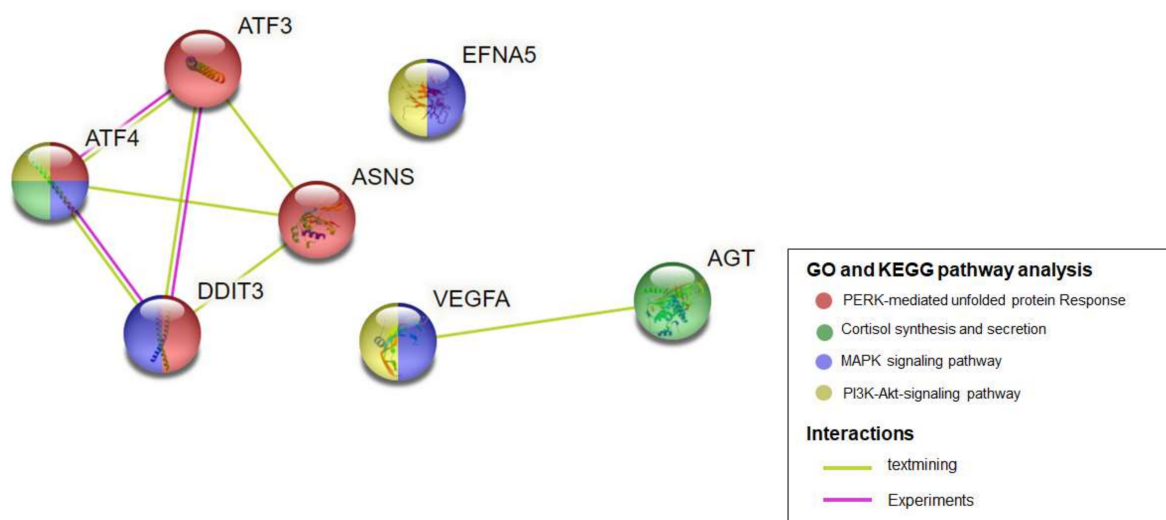 ATF3
EFNA5
ATF4
ASNS
DDIT3
VEGFA
AGT
GO and KEGG pathway analysis
PERK-mediated unfolded protein Response
Cortisol synthesis and secretion
MAPK signaling pathway
PI3K-Akt-signaling pathway
Interactions
textmining
Experiments